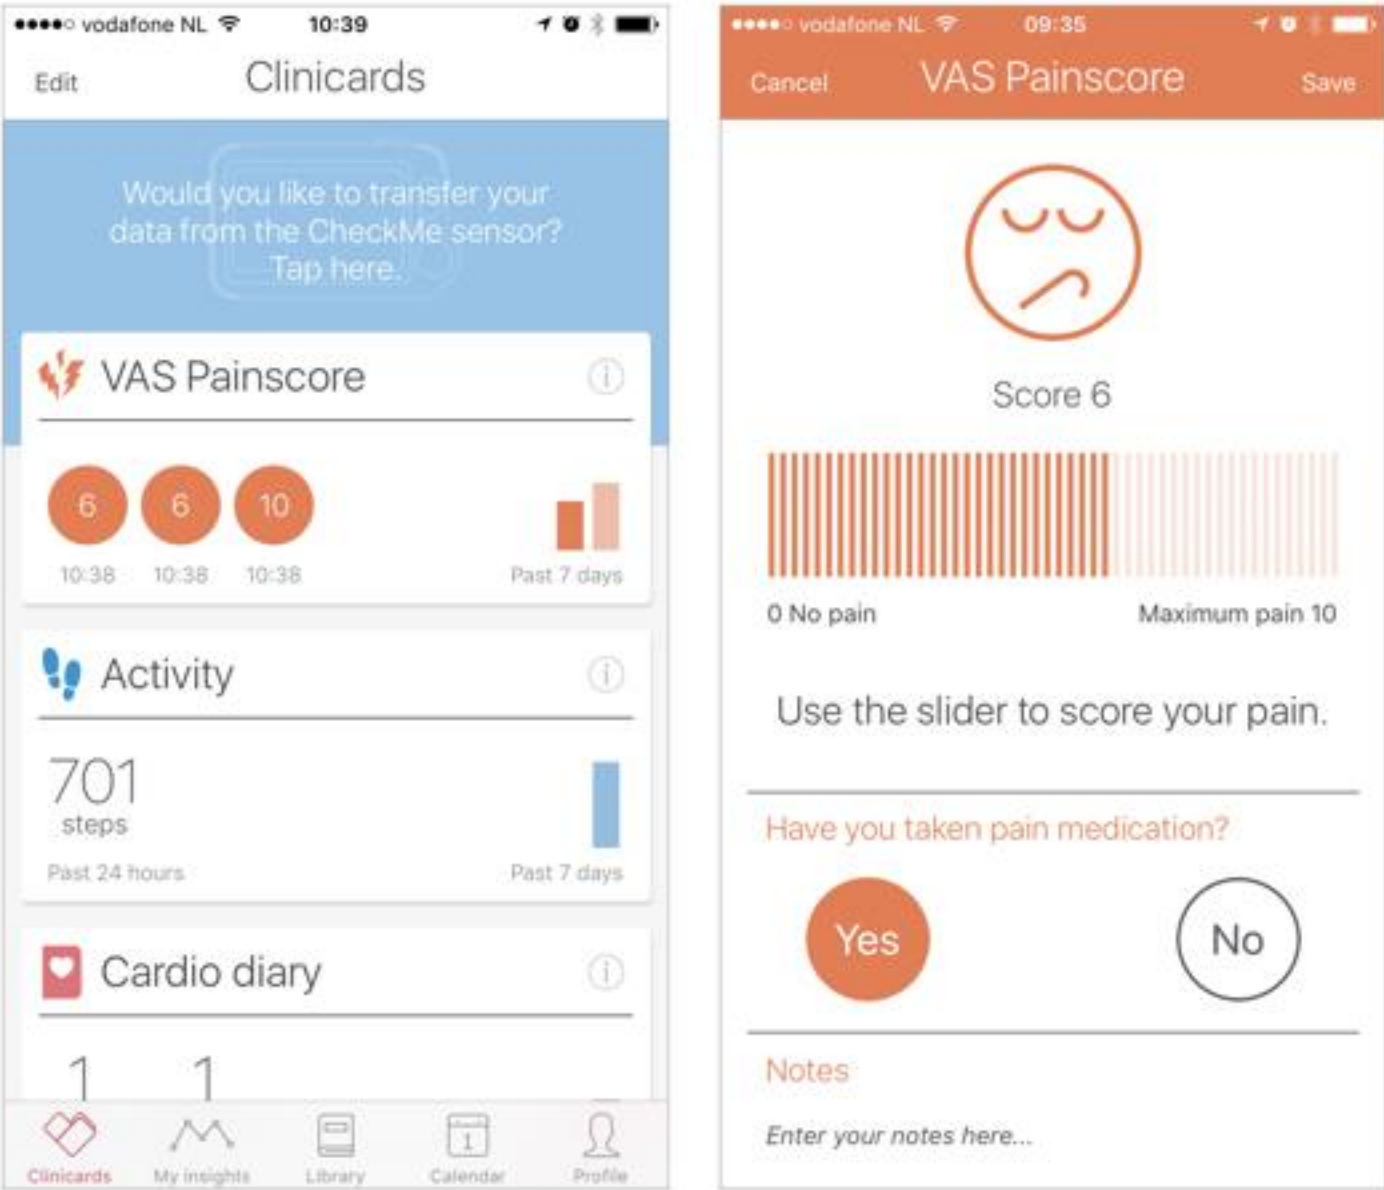 vodafone NL 10:39
Edit Clinicards
Would you like to transfer your
data from the CheckMe sensor?
Tap here.
VAS Painscore
6 6 10
10:38 10:38 10:38 Past 7 days
Activity
701
steps
Past 24 hours Past 7 days
Cardio diary
1 1
1
Clinicards My insights Library Calendar Profile
vodafone NL 09:35
Cancel VAS Painscore Save
Score 6
0 No pain Maximum pain 10
Use the slider to score your pain.
Have you taken pain medication?
Yes No
Notes
Enter your notes here...